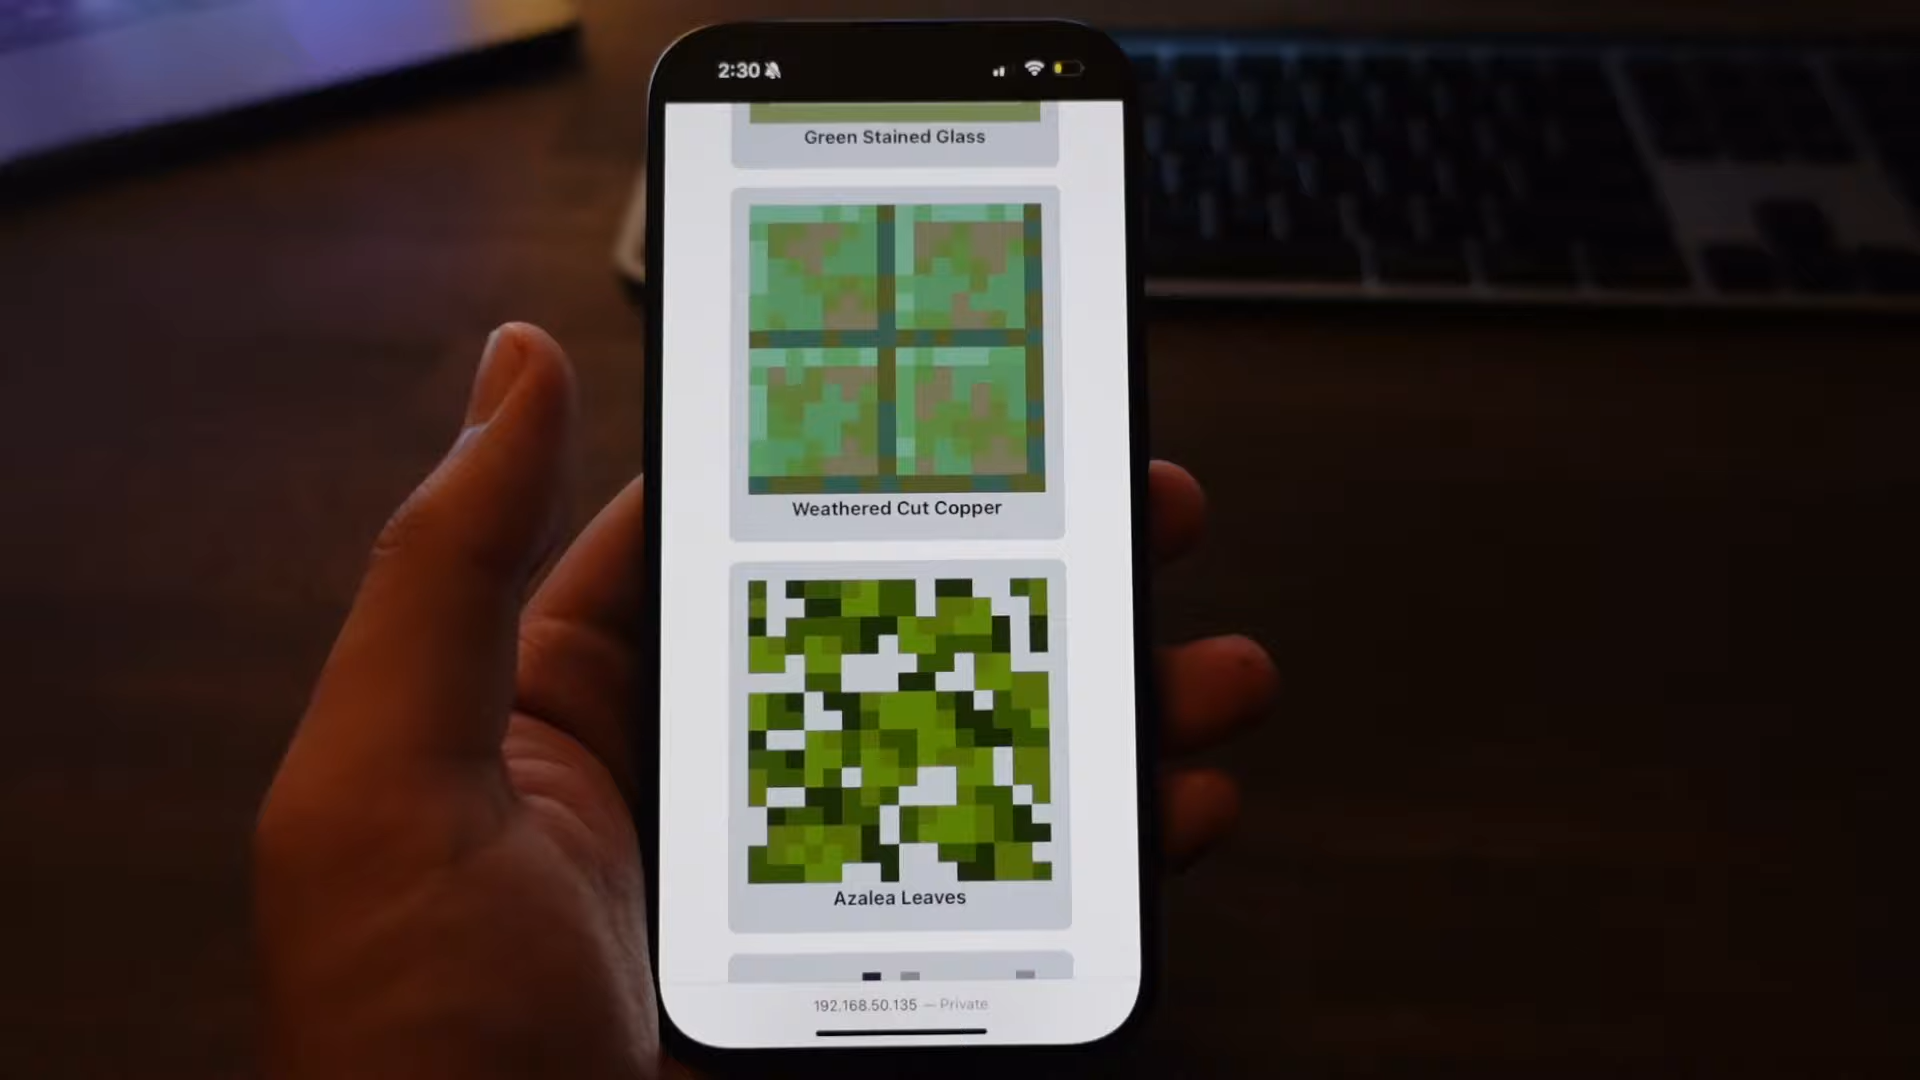 2:30
Green Stained Glass
Weathered Cut Copper
Azalea Leaves
192.168.50.135 — Private